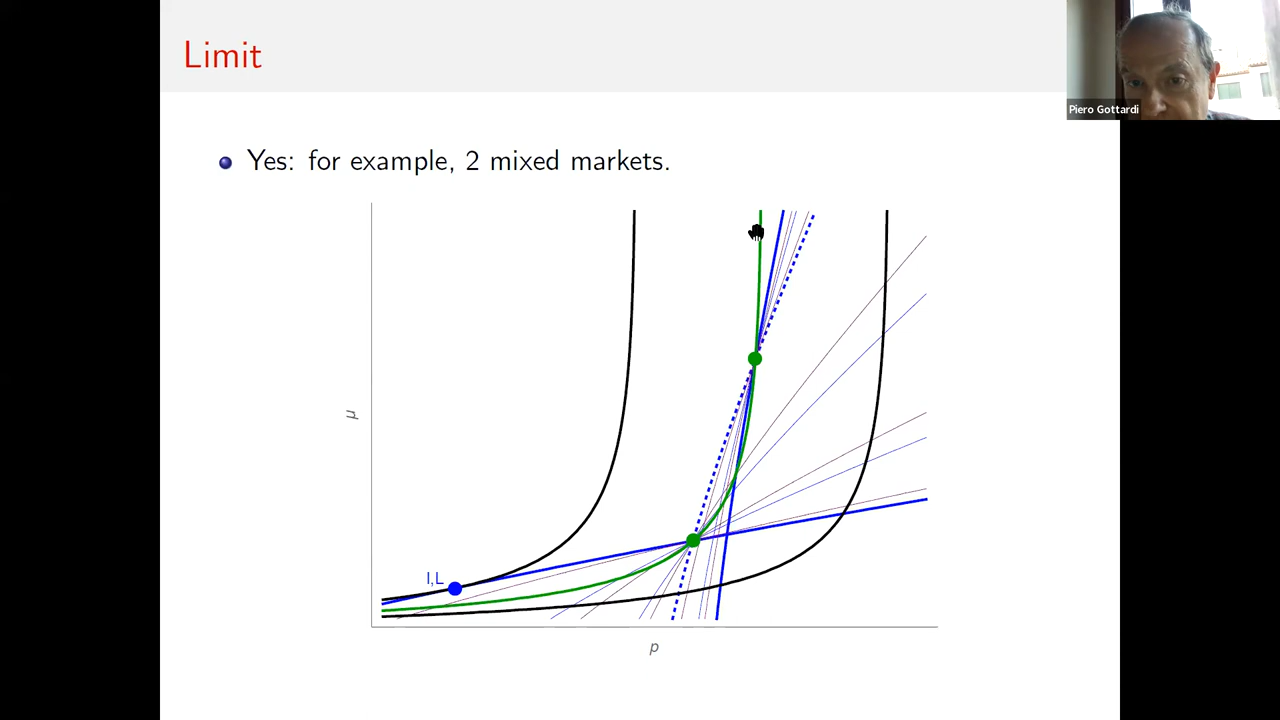 Limit
Piero Gottardi
Yes: for example, 2 mixed markets.
μ
I,L
p